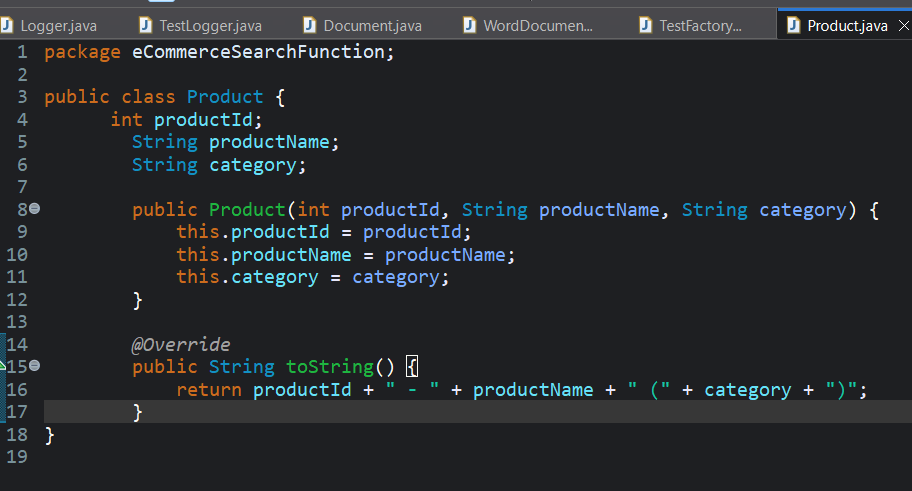 Logger.java TestLogger.java Document.java WordDocumen... TestFactory... Product.java
1 package eCommerceSearchFunction;
2
3 public class Product {
4 int productId;
5 String productName;
6 String category;
7
8 public Product(int productId, String productName, String category) {
9 this.productId = productId;
10 this.productName = productName;
11 this.category = category;
12 }
13
14 @Override
15 public String toString() {
16 return productId + " - " + productName + " (" + category + ")";
17 }
18 }
19